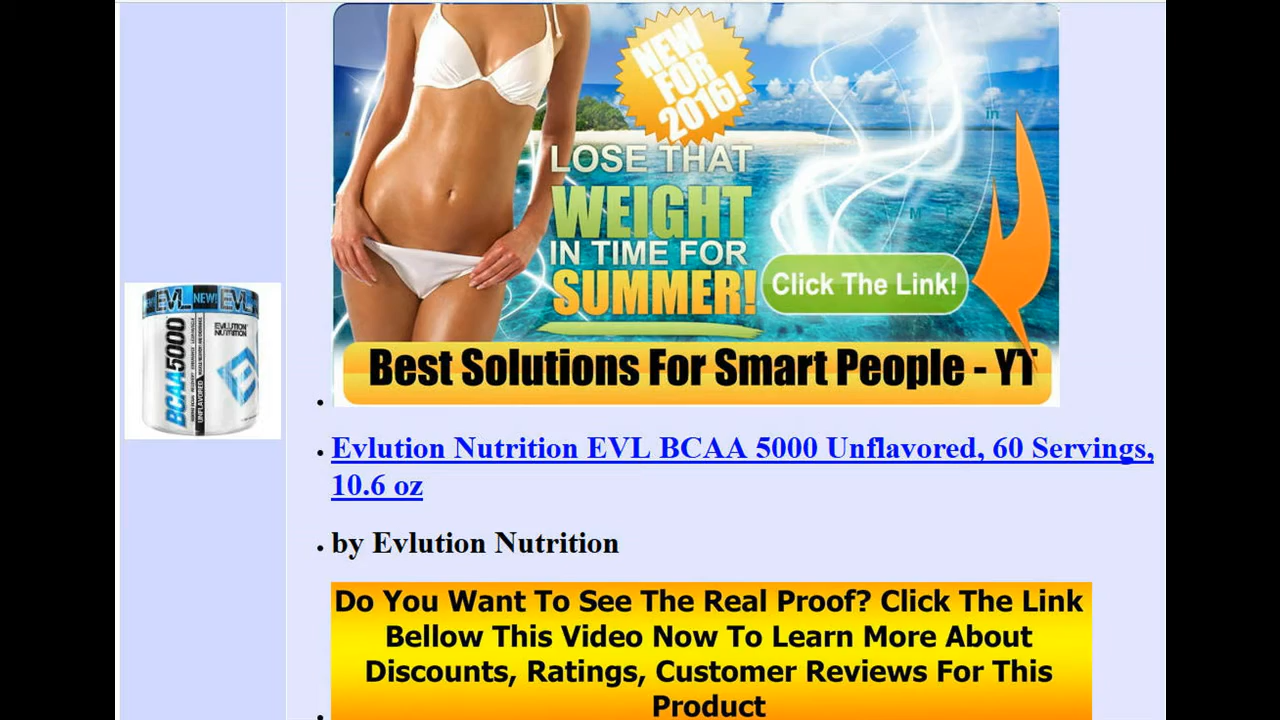 NEW
FOR
2016!
LOSE THAT
WEIGHT
IN TIME FOR
SUMMER!
in
M F
Click The Link!
Best Solutions For Smart People - YT
EVL NEW! EVL
EVLUTION
NUTRITION
BCAA5000
UNFLAVORED
Evlution Nutrition EVL BCAA 5000 Unflavored, 60 Servings,
10.6 oz
by Evlution Nutrition
Do You Want To See The Real Proof? Click The Link
Bellow This Video Now To Learn More About
Discounts, Ratings, Customer Reviews For This
Product